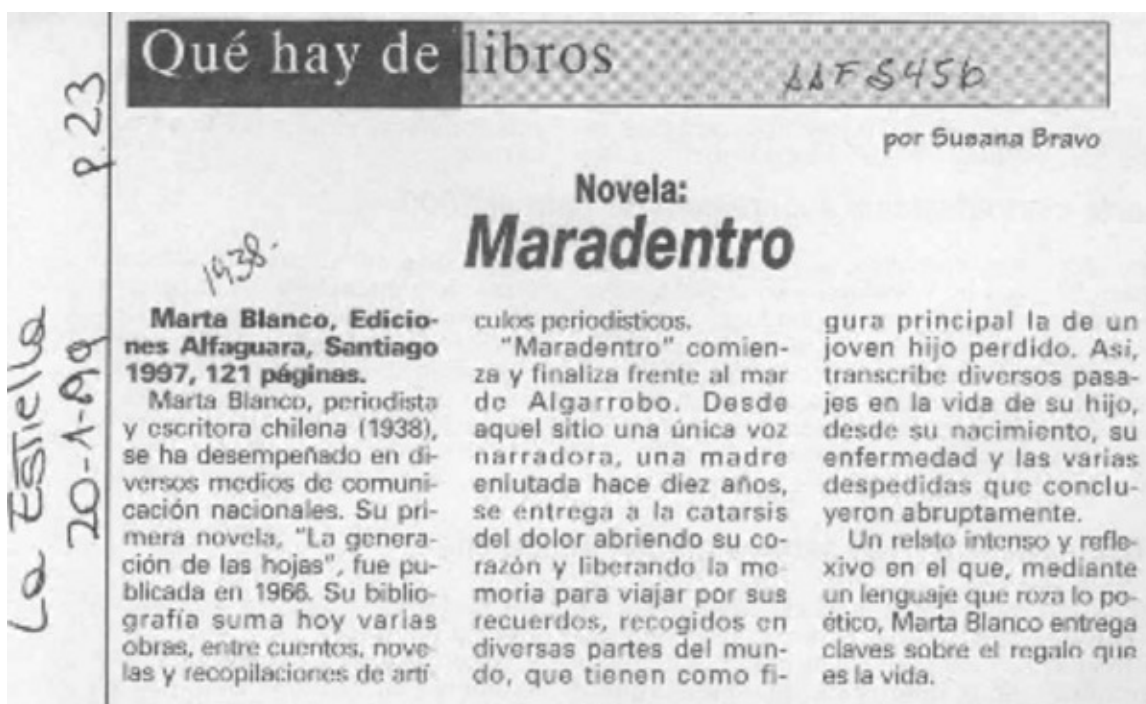 Qué hay de libros
AAF 8456
por Susana Bravo
Novela:
Maradentro
1938.
La Estrella
20-1-899 P 23
Marta Blanco, Edicio-
nes Alfaguara, Santiago
1997, 121 páginas.
Marta Blanco, periodista
y escritora chilena (1938),
se ha desempeñado en di-
versos medios de comuni-
cación nacionales. Su pri-
mera novela, "La genera-
ción de las hojas", fue pu-
blicada en 1966. Su biblio-
grafía suma hoy varias
obras, entre cuentos, nove-
las y recopilaciones de artí-
culos periodísticos.
"Maradentro" comien-
za y finaliza frente al mar
de Algarrobo. Desde
aquel sitio una única voz
narradora, una madre
enlutada hace diez años,
se entrega a la catarsis
del dolor abriendo su co-
razón y liberando la me-
moria para viajar por sus
recuerdos, recogidos en
diversas partes del mun-
do, que tienen como fi-
gura principal la de un
joven hijo perdido. Así,
transcribe diversos pasa-
jes en la vida de su hijo,
desde su nacimiento, su
enfermedad y las varias
despedidas que conclu-
yeron abruptamente.
Un relato intenso y refle-
xivo en el que, mediante
un lenguaje que roza lo po-
ético, Marta Blanco entrega
claves sobre el regalo que
es la vida.